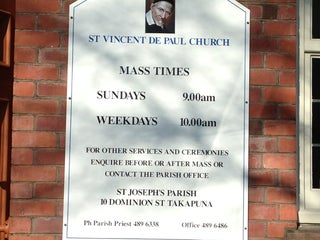 ST VINCENT DE PAUL CHURCH
MASS TIMES
SUNDAYS 9.00am
WEEKDAYS 10.00am
FOR OTHER SERVICES AND CEREMONIES
ENQUIRE BEFORE OR AFTER MASS OR
CONTACT THE PARISH OFFICE
ST JOSEPH'S PARISH
10 DOMINION ST TAKAPUNA
Ph Parish Priest 489 6338 Office 489 6486